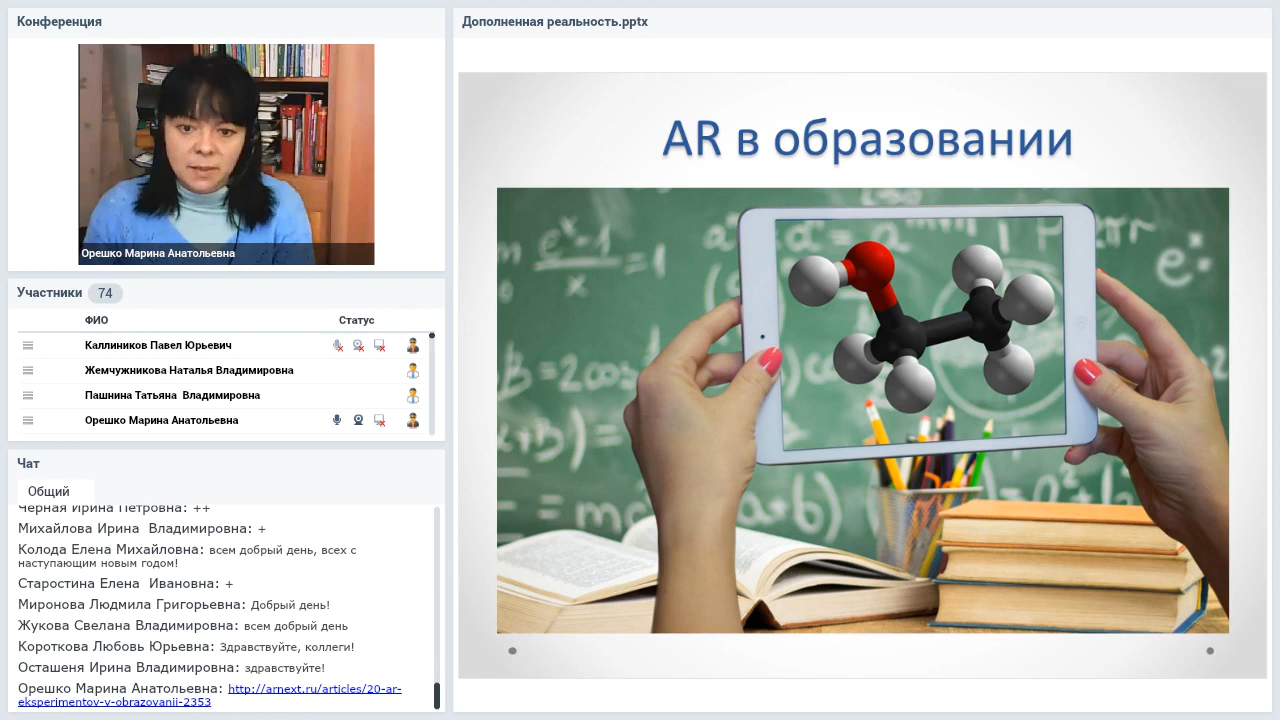 Конференция
Орешко Марина Анатольевна
Участники 74
ФИО Статус
Каллиников Павел Юрьевич
Жемчужникова Наталья Владимировна
Пашнина Татьяна Владимировна
Орешко Марина Анатольевна
Чат
Общий
Черная Ирина Петровна: ++
Михайлова Ирина Владимировна: +
Колода Елена Михайловна: всем добрый день, всех с
наступающим новым годом!
Старостина Елена Ивановна: +
Миронова Людмила Григорьевна: Добрый день!
Жукова Свелана Владимировна: всем добрый день
Короткова Любовь Юрьевна: Здравствуйте, коллеги!
Осташеня Ирина Владимировна: здравствуйте!
Орешко Марина Анатольевна: http://arnext.ru/articles/20-ar-
eksperimentov-v-obrazovanii-2353
Дополненная реальность.pptx
AR в образовании